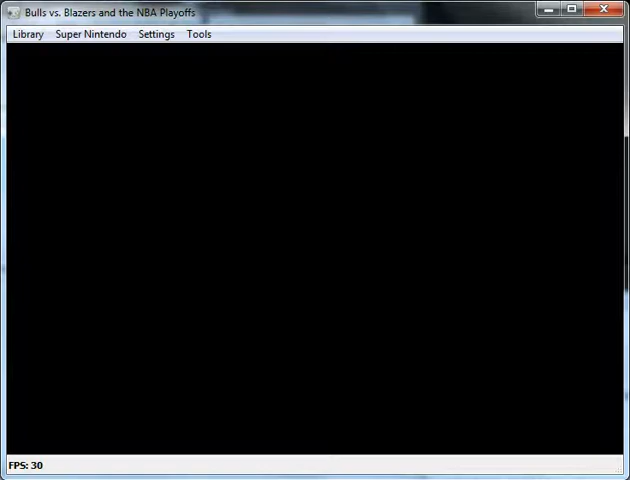 Bulls vs. Blazers and the NBA Playoffs
Library Super Nintendo Settings Tools
FPS: 30